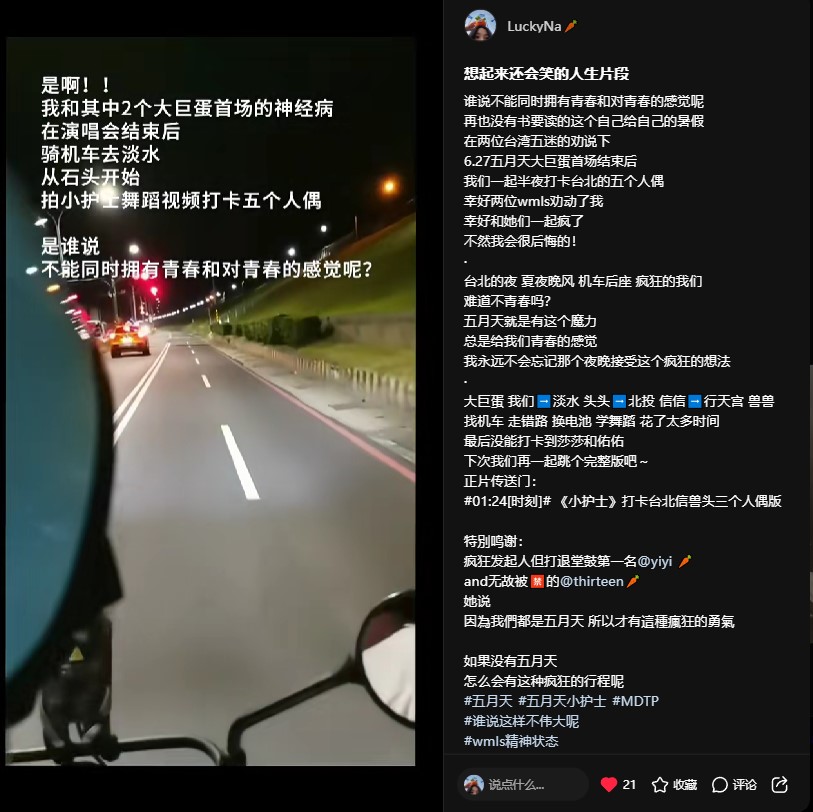 是啊！！
我和其中2个大巨蛋首场的神经病
在演唱会结束后
骑机车去淡水
从石头开始
拍小护士舞蹈视频打卡五个人偶
是谁说
不能同时拥有青春和对青春的感觉呢？
LuckyNa🥕
想起来还会笑的人生片段
谁说不能同时拥有青春和对青春的感觉呢
再也没有书要读的这个自己给自己的暑假
在两位台湾五迷的劝说下
6.27五月天大巨蛋首场结束后
我们一起半夜打卡台北的五个人偶
幸好两位wmls劝动了我
幸好和她们一起疯了
不然我会很后悔的！
·
台北的夜 夏夜晚风 机车后座 疯狂的我们
难道不青春吗？
五月天就是有这个魔力
总是给我们青春的感觉
我永远不会忘记那个夜晚接受这个疯狂的想法
·
大巨蛋 我们➡️淡水 头头➡️北投 信信➡️行天宫 兽兽
找机车 走错路 换电池 学舞蹈 花了太多时间
最后没能打卡到莎莎和佑佑
下次我们再一起跳个完整版吧～
正片传送门：
#01:24[时刻]# 《小护士》打卡台北信兽头三个人偶版
特别鸣谢：
疯狂发起人但打退堂鼓第一名@yiyi 🥕
and无故被🈲的@thirteen🥕
她说
因為我們都是五月天 所以才有這種瘋狂的勇氣
如果没有五月天
怎么会有这种疯狂的行程呢
#五月天 #五月天小护士 #MDTP
#谁说这样不伟大呢
#wmls精神状态
说点什么...
21
收藏
评论